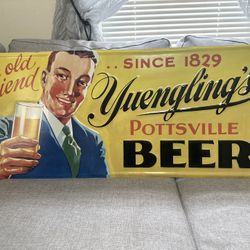 old
friend
..SINCE 1829
Yuengling's
POTTSVILLE
BEER